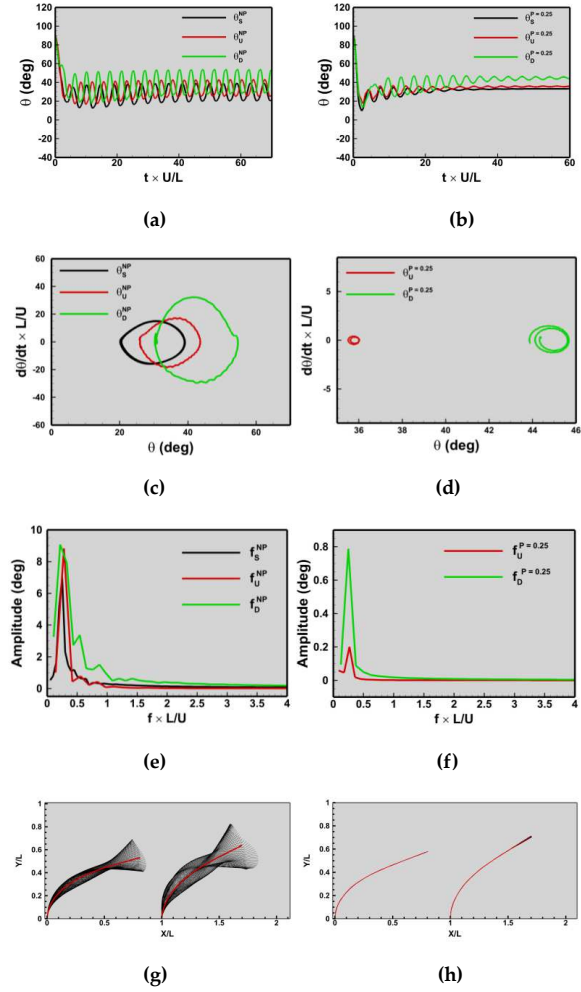 120
100
80
60
40
20
0
-20
-40
θ (deg)
θ_S^NP
θ_U^NP
θ_D^NP
0 20 40 60
t × U/L
(a)
120
100
80
60
40
20
0
-20
-40
θ (deg)
θ_S^P = 0.25
θ_U^P = 0.25
θ_D^P = 0.25
0 20 40 60
t × U/L
(b)
60
40
20
0
-20
-40
-60
dθ/dt × L/U
θ_S^NP
θ_U^NP
θ_D^NP
0 20 40 60
θ (deg)
(c)
5
0
-5
dθ/dt × L/U
θ_U^P = 0.25
θ_D^P = 0.25
36 38 40 42 44 46
θ (deg)
(d)
10
8
6
4
2
0
Amplitude (deg)
f_S^NP
f_U^NP
f_D^NP
0 0.5 1 1.5 2 2.5 3 3.5 4
f × L/U
(e)
0.8
0.6
0.4
0.2
0
Amplitude (deg)
f_U^P = 0.25
f_D^P = 0.25
0 0.5 1 1.5 2 2.5 3 3.5 4
f × L/U
(f)
1
0.8
0.6
0.4
0.2
0
Y/L
0 0.5 1 1.5 2
X/L
(g)
1
0.8
0.6
0.4
0.2
0
Y/L
0 0.5 1 1.5 2
X/L
(h)